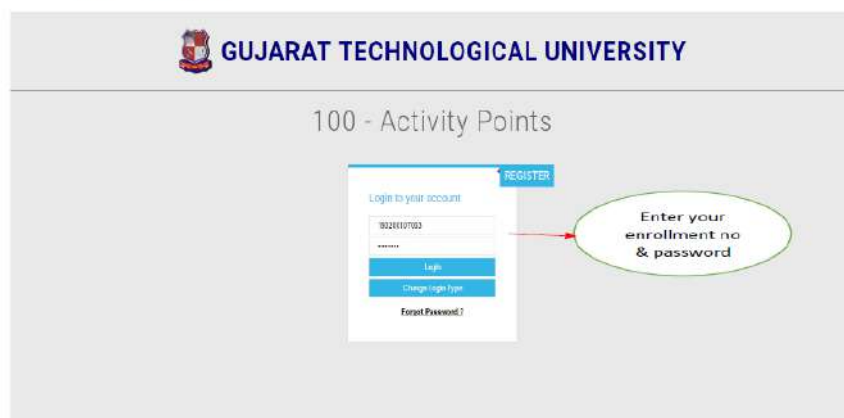 GUJARAT TECHNOLOGICAL UNIVERSITY
100 - Activity Points
REGISTER
Login to your account
Enter your
enrollment no
& password
Login
Change Login Type
Forgot Password ?